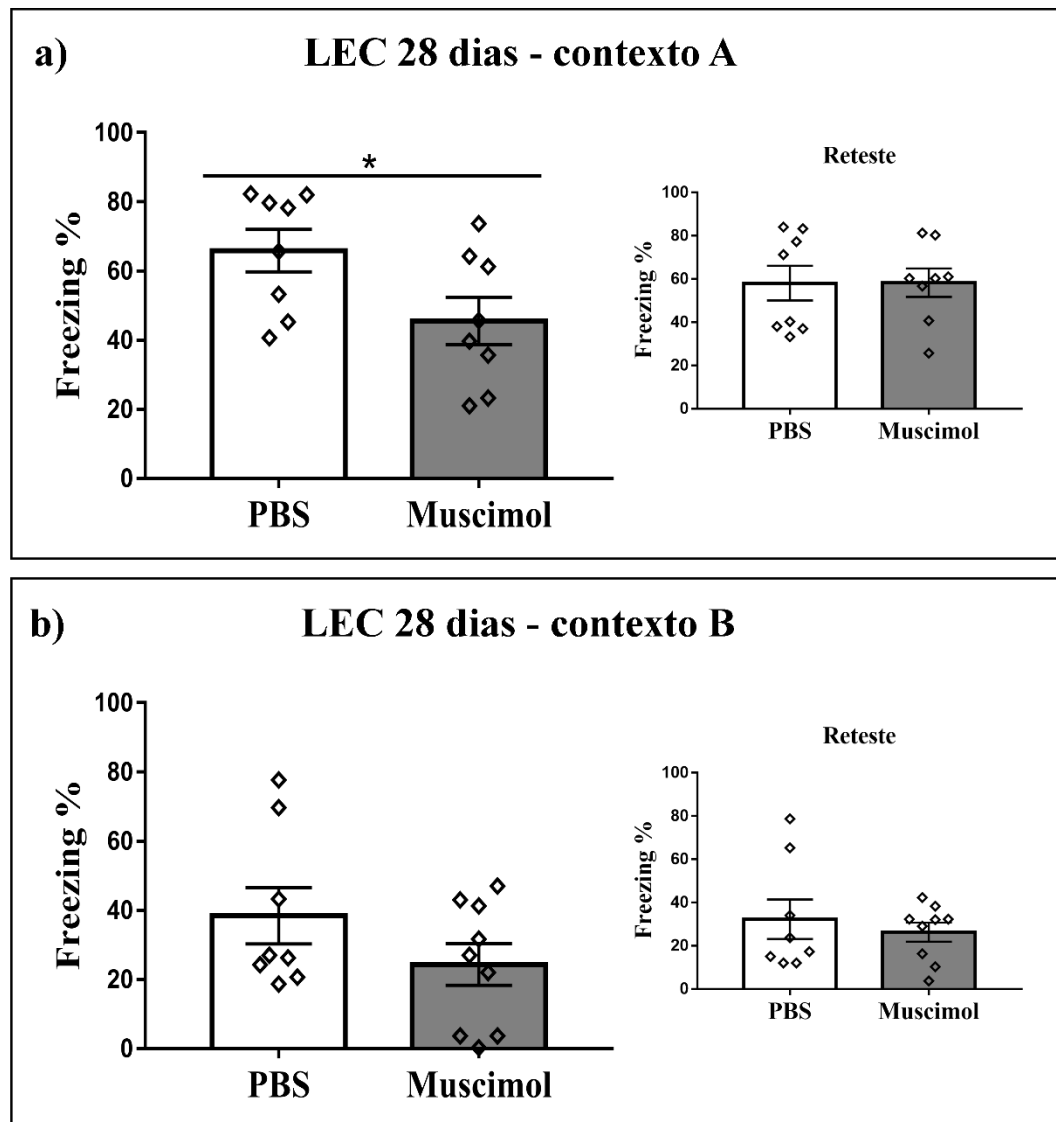 a) LEC 28 dias - contexto A
Freezing %
100
80
60
40
20
0
*
PBS Muscimol
Reteste
Freezing %
100
80
60
40
20
0
PBS Muscimol
b) LEC 28 dias - contexto B
Freezing %
100
80
60
40
20
0
PBS Muscimol
Reteste
Freezing %
100
80
60
40
20
0
PBS Muscimol